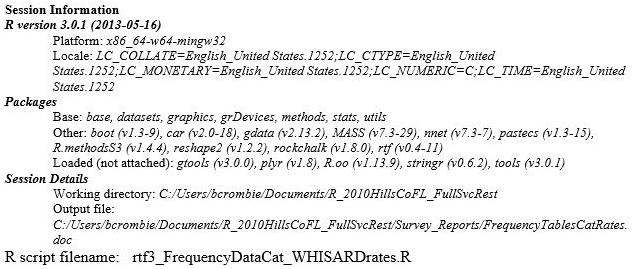 Session Information
R version 3.0.1 (2013-05-16)
Platform: x86_64-w64-mingw32
Locale: LC_COLLATE=English_United States.1252;LC_CTYPE=English_United
States.1252;LC_MONETARY=English_United States.1252;LC_NUMERIC=C;LC_TIME=English_United
States.1252
Packages
Base: base, datasets, graphics, grDevices, methods, stats, utils
Other: boot (v1.3-9), car (v2.0-18), gdata (v2.13.2), MASS (v7.3-29), nnet (v7.3-7), pastecs (v1.3-15),
R.methodsS3 (v1.4.4), reshape2 (v1.2.2), rockchalk (v1.8.0), rtf (v0.4-11)
Loaded (not attached): gtools (v3.0.0), plyr (v1.8), R.oo (v1.13.9), stringr (v0.6.2), tools (v3.0.1)
Session Details
Working directory: C:/Users/bcrombie/Documents/R_2010HillsCoFL_FullSvcRest
Output file:
C:/Users/bcrombie/Documents/R_2010HillsCoFL_FullSvcRest/Survey_Reports/FrequencyTablesCatRates.
doc
R script filename: rtf3_FrequencyDataCat_WHISARDrates.R